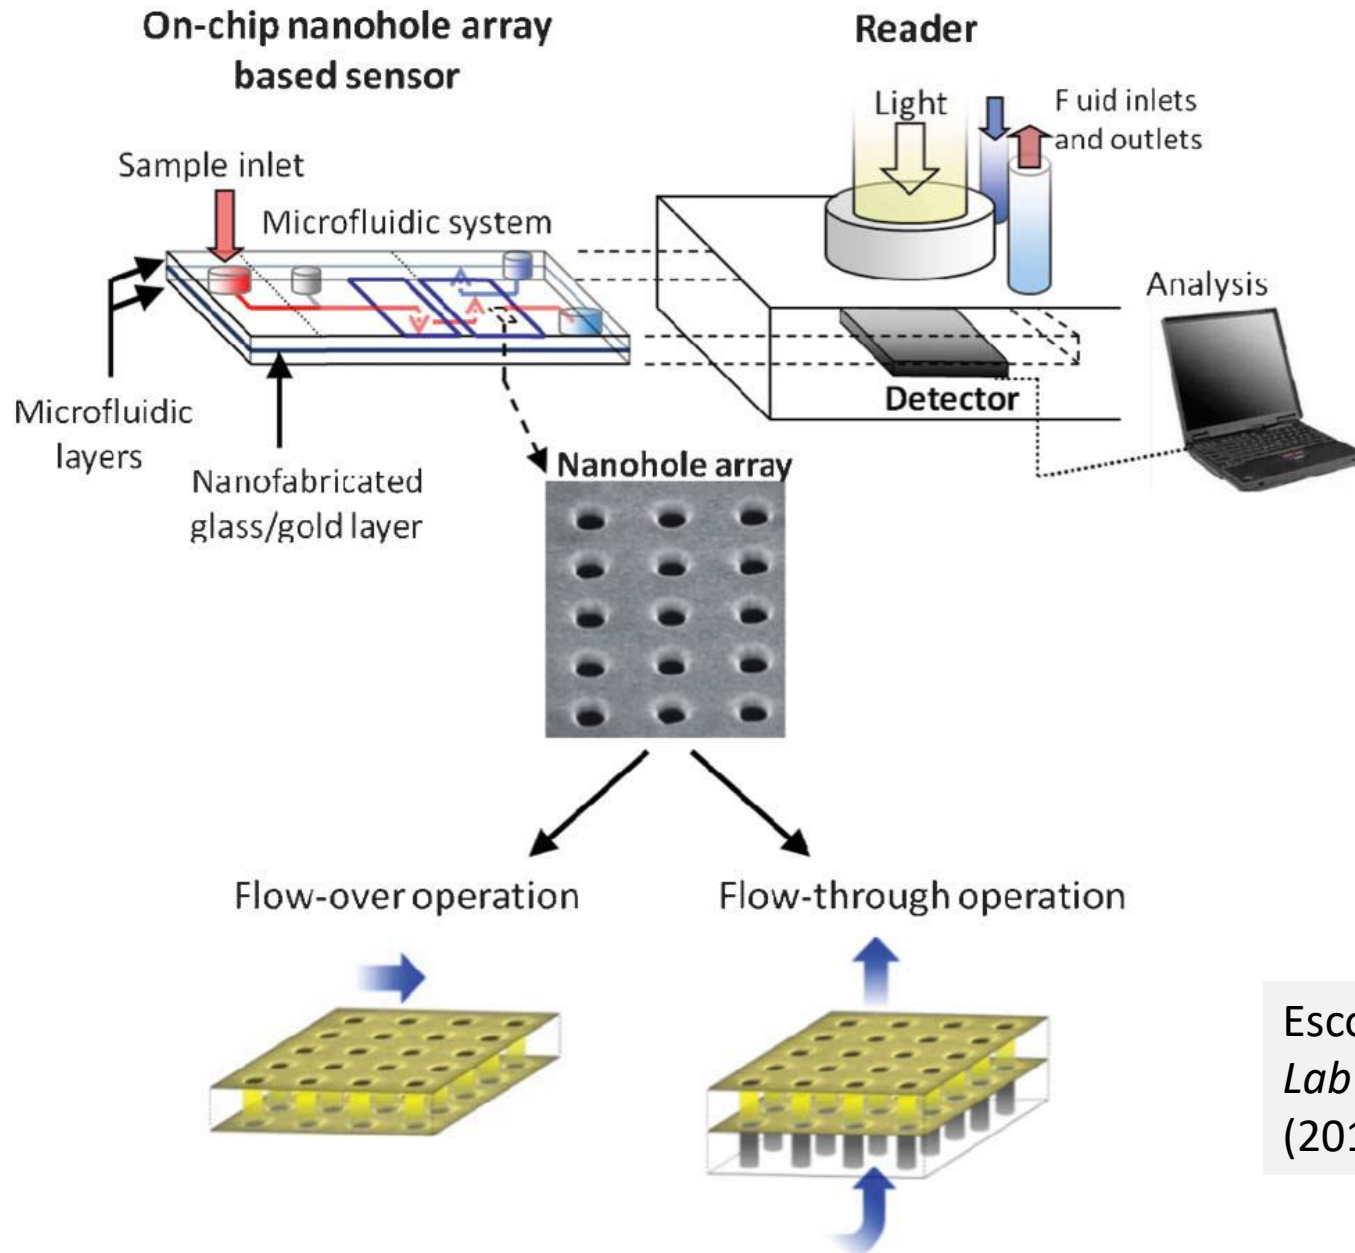 On-chip nanohole array
based sensor
Reader
Light
F uid inlets
and outlets
Sample inlet
Microfluidic system
Analysis
Microfluidic
layers
Detector
Nanofabricated
glass/gold layer
Nanohole array
Flow-over operation
Flow-through operation
Lab